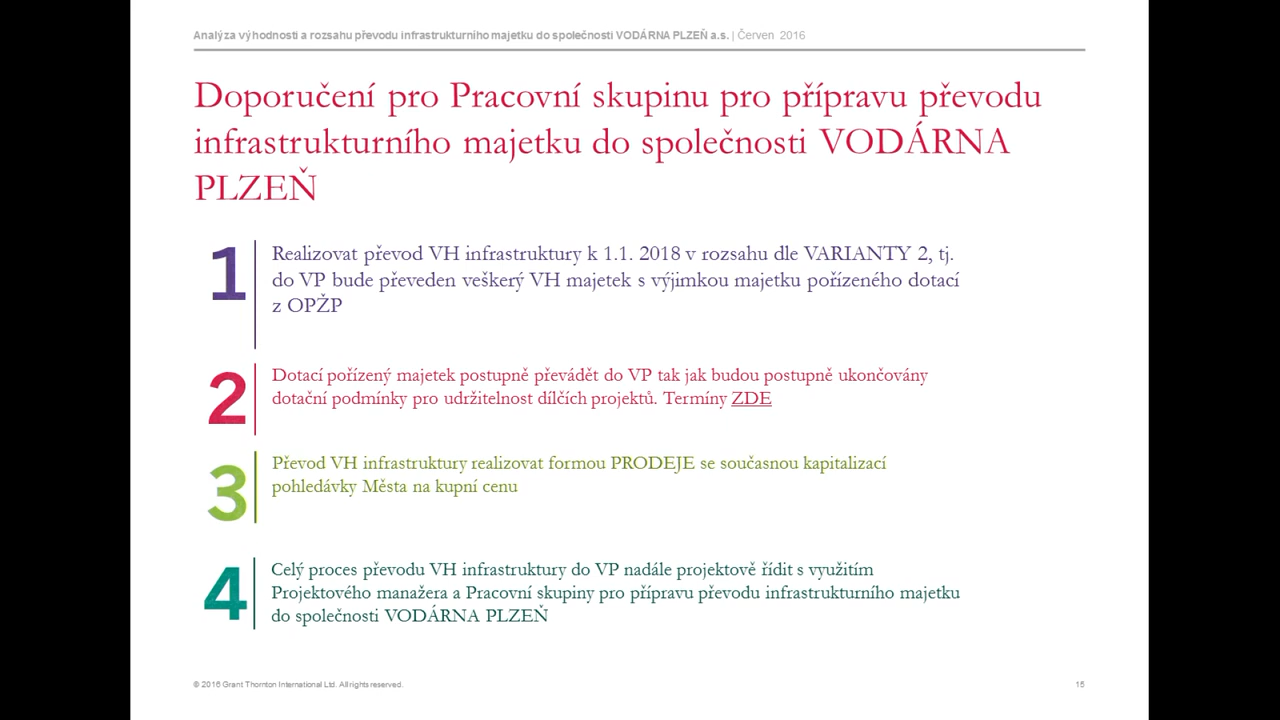 Analýza výhodnosti a rozsahu převodu infrastrukturního majetku do společnosti VODÁRNA PLZEŇ a.s. | Červen 2016
Doporučení pro Pracovní skupinu pro přípravu převodu
infrastrukturního majetku do společnosti VODÁRNA
PLZEŇ
1
Realizovat převod VH infrastruktury k 1.1. 2018 v rozsahu dle VARIANTY 2, tj.
do VP bude převeden veškerý VH majetek s výjimkou majetku pořízeného dotací
z OPŽP
2
Dotací pořízený majetek postupně převádět do VP tak jak budou postupně ukončovány
dotační podmínky pro udržitelnost dílčích projektů. Termíny ZDE
3
Převod VH infrastruktury realizovat formou PRODEJE se současnou kapitalizací
pohledávky Města na kupní cenu
4
Celý proces převodu VH infrastruktury do VP nadále projektově řídit s využitím
Projektového manažera a Pracovní skupiny pro přípravu převodu infrastrukturního majetku
do společnosti VODÁRNA PLZEŇ
© 2016 Grant Thornton International Ltd. All rights reserved.
15